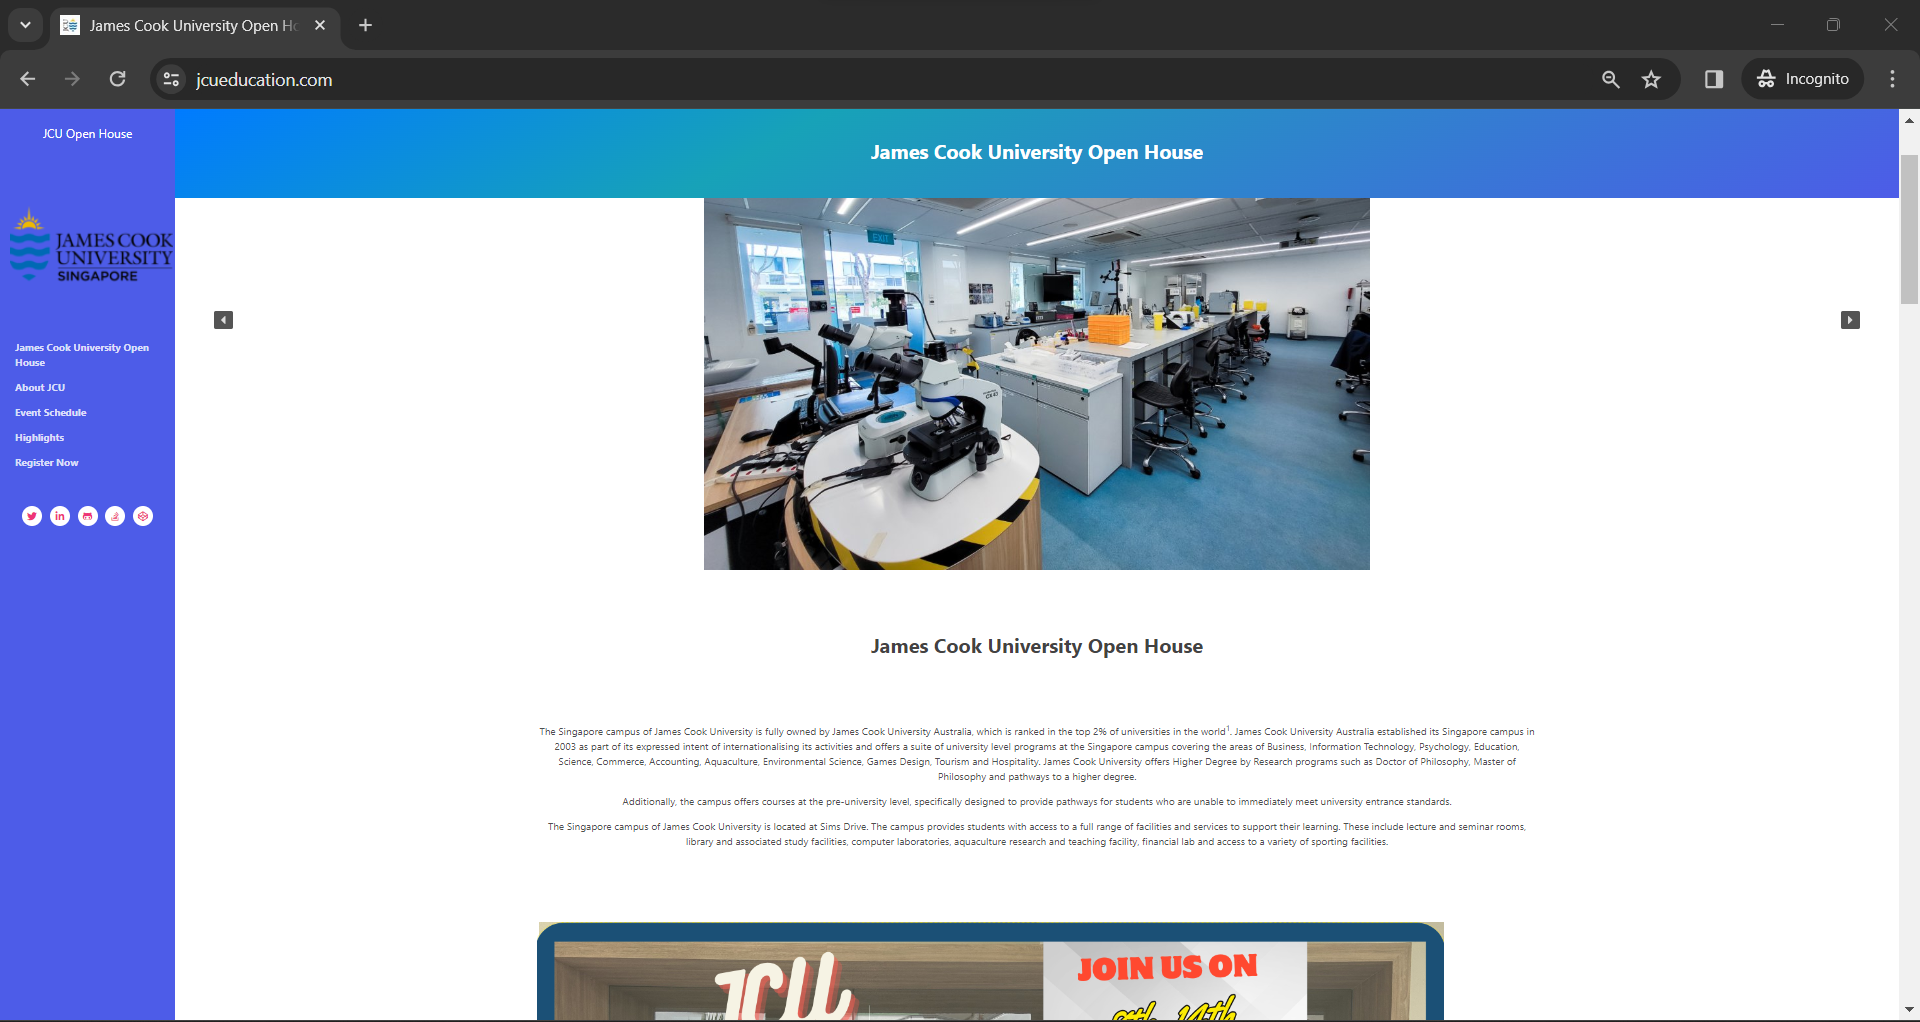 James Cook University Open Ho
jcueducation.com
Incognito
JCU Open House
James Cook University Open House
JAMES COOK
UNIVERSITY
SINGAPORE
James Cook University Open
House
About JCU
Event Schedule
Highlights
Register Now
EXIT
James Cook University Open House
The Singapore campus of James Cook University is fully owned by James Cook University Australia, which is ranked in the top 2% of universities in the world¹. James Cook University Australia established its Singapore campus in
2003 as part of its expressed intent of internationalising its activities and offers a suite of university level programs at the Singapore campus covering the areas of Business, Information Technology, Psychology, Education,
Science, Commerce, Accounting, Aquaculture, Environmental Science, Games Design, Tourism and Hospitality. James Cook University offers Higher Degree by Research programs such as Doctor of Philosophy, Master of
Philosophy and pathways to a higher degree.
Additionally, the campus offers courses at the pre-university level, specifically designed to provide pathways for students who are unable to immediately meet university entrance standards.
The Singapore campus of James Cook University is located at Sims Drive. The campus provides students with access to a full range of facilities and services to support their learning. These include lecture and seminar rooms,
library and associated study facilities, computer laboratories, aquaculture research and teaching facility, financial lab and access to a variety of sporting facilities.
JCU
JOIN US ON
14th